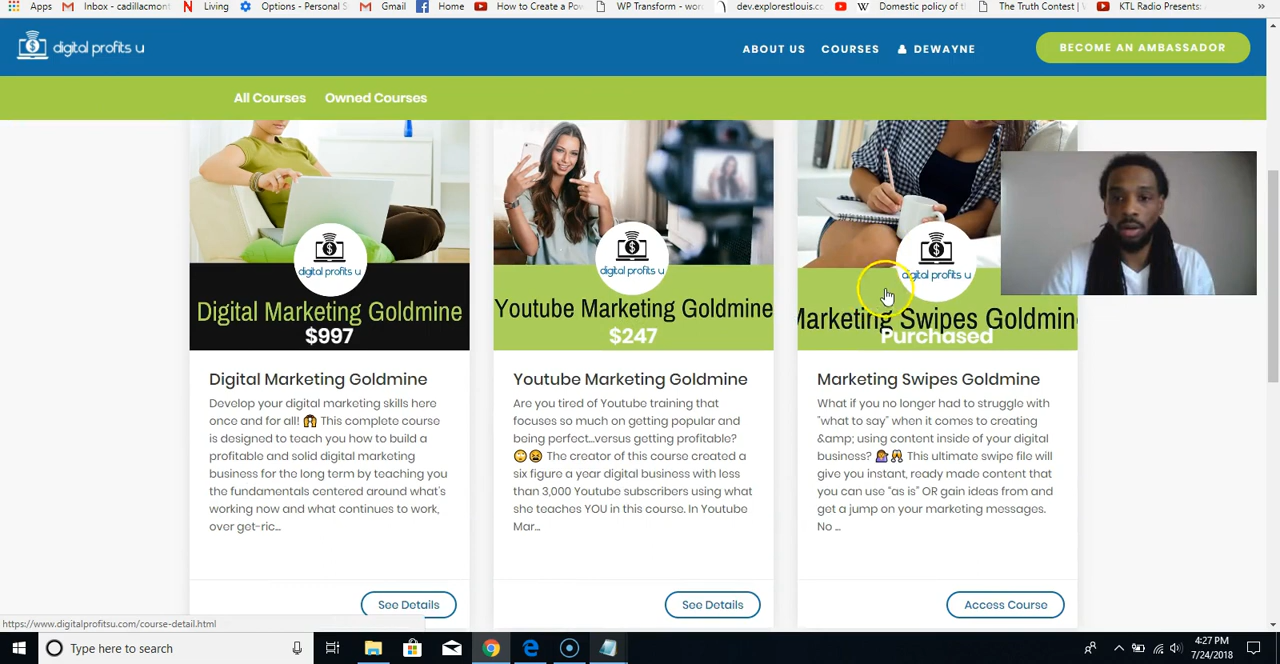 Apps Inbox - cadillacmont Living Options - Personal S Gmail Home How to Create a Pow WP Transform - wor dev.explorestlouis.co Domestic policy of t The Truth Contest | KTL Radio Presents: »
digital profits u
ABOUT US COURSES DEWAYNE BECOME AN AMBASSADOR
All Courses Owned Courses
digital profits u
digital profits u
digital profits u
Digital Marketing Goldmine
$997
Youtube Marketing Goldmine
$247
Marketing Swipes Goldmin
Purchased
Digital Marketing Goldmine
Develop your digital marketing skills here
once and for all! 🙌 This complete course
is designed to teach you how to build a
profitable and solid digital marketing
business for the long term by teaching you
the fundamentals centered around what's
working now and what continues to work,
over get-ric...
See Details
Youtube Marketing Goldmine
Are you tired of Youtube training that
focuses so much on getting popular and
being perfect...versus getting profitable?
🙄😫 The creator of this course created a
six figure a year digital business with less
than 3,000 Youtube subscribers using what
she teaches YOU in this course. In Youtube
Mar...
See Details
Marketing Swipes Goldmine
What if you no longer had to struggle with
"what to say" when it comes to creating
&amp; using content inside of your digital
business? 🤷‍♀️🙌 This ultimate swipe file will
give you instant, ready made content that
you can use “as is” OR gain ideas from and
get a jump on your marketing messages.
No ...
Access Course
https://www.digitalprofitsu.com/course-detail.html
Type here to search
4:27 PM
7/24/2018